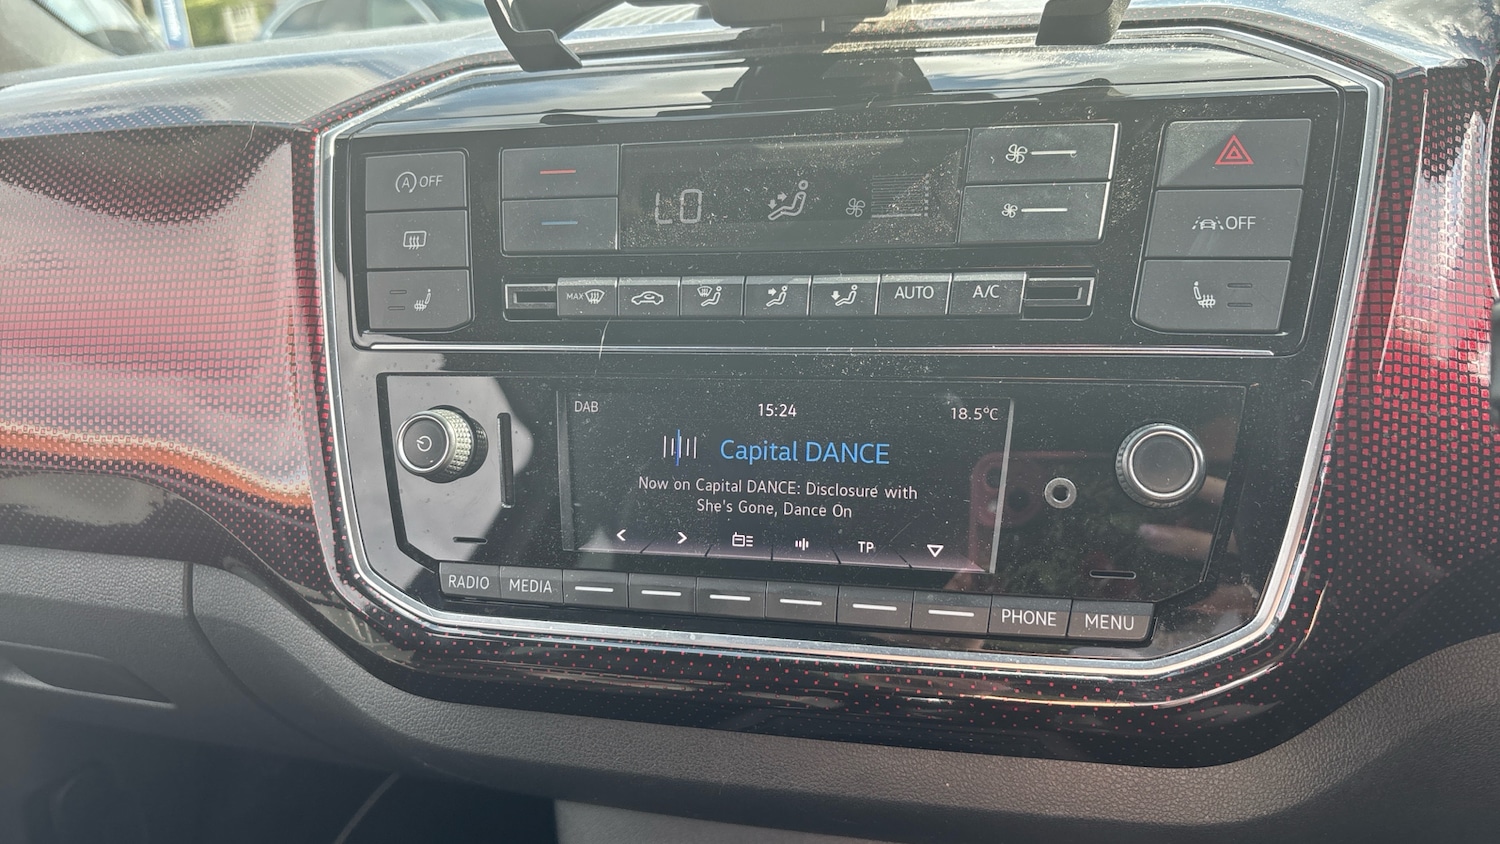 A OFF
LO
OFF
MAX
AUTO
A/C
DAB
15:24
18.5°C
Capital DANCE
Now on Capital DANCE: Disclosure with
She's Gone, Dance On
TP
RADIO
MEDIA
PHONE
MENU